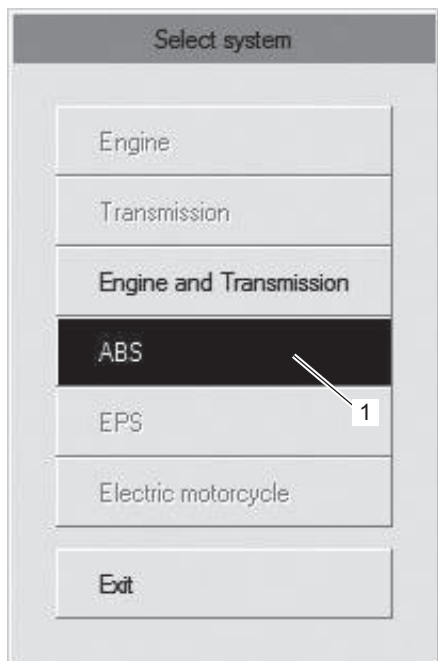 Select system
Engine
Transmission
Engine and Transmission
ABS
1
EPS
Electric motorcycle
Exit